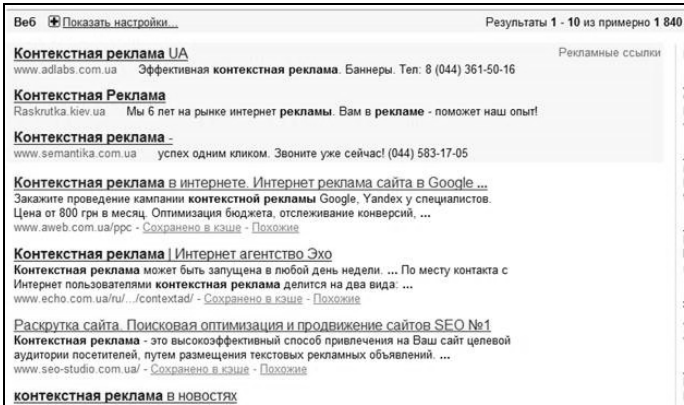 Веб Показать настройки... Результаты 1 - 10 из примерно 1 840
Контекстная реклама UA Рекламные ссылки
www.adlabs.com.ua Эффективная контекстная реклама. Баннеры. Тел: 8 (044) 361-50-16
Контекстная Реклама
Raskrutka.kiev.ua Мы 6 лет на рынке интернет рекламы. Вам в рекламе - поможет наш опыт!
Контекстная реклама -
www.semantika.com.ua успех одним кликом. Звоните уже сейчас! (044) 583-17-05
Контекстная реклама в интернете. Интернет реклама сайта в Google ...
Закажите проведение кампании контекстной рекламы Google, Yandex у специалистов.
Цена от 800 грн в месяц. Оптимизация бюджета, отслеживание конверсий, ...
www.aweb.com.ua/ppc - Сохранено в кэше - Похожие
Контекстная реклама | Интернет агентство Эхо
Контекстная реклама может быть запущена в любой день недели. ... По месту контакта с
Интернет пользователями контекстная реклама делится на два вида: ...
www.echo.com.ua/ru/.../contextad/ - Сохранено в кэше - Похожие
Раскрутка сайта. Поисковая оптимизация и продвижение сайтов SEO №1
Контекстная реклама - это высокоэффективный способ привлечения на Ваш сайт целевой
аудитории посетителей, путем размещения текстовых рекламных объявлений. ...
www.seo-studio.com.ua/ - Сохранено в кэше - Похожие
контекстная реклама в новостях